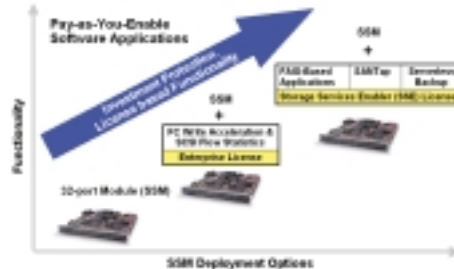 Pay-as-You-Enable
Software Applications
SSM
+
FAIS-Based
Applications
SANTap
Serverless
Backup
Storage Services Enabler (SSE) License
Investment Protection,
License based Functionality
SSM
+
FC Write Acceleration &
SCSI Flow Statistics
Enterprise License
32-port Module (SSM)
Functionality
SSM Deployment Options